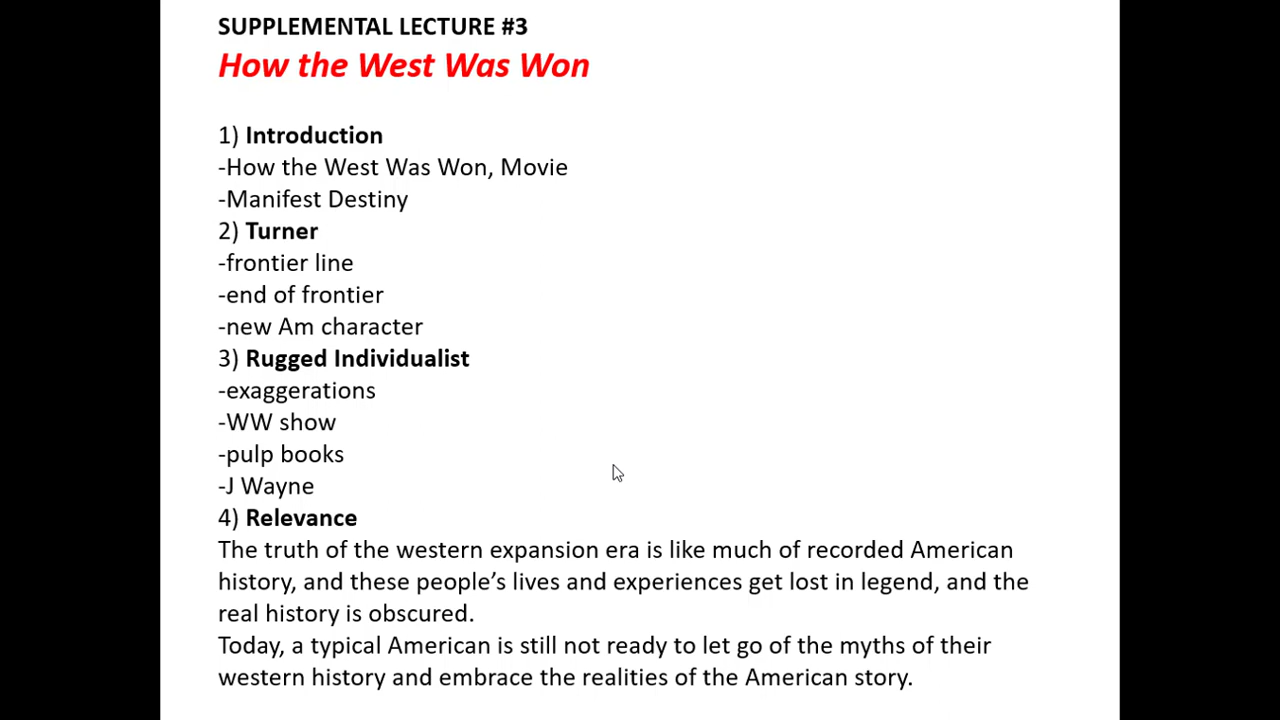 SUPPLEMENTAL LECTURE #3
How the West Was Won
1) Introduction
-How the West Was Won, Movie
-Manifest Destiny
2) Turner
-frontier line
-end of frontier
-new Am character
3) Rugged Individualist
-exaggerations
-WW show
-pulp books
-J Wayne
4) Relevance
The truth of the western expansion era is like much of recorded American
history, and these people’s lives and experiences get lost in legend, and the
real history is obscured.
Today, a typical American is still not ready to let go of the myths of their
western history and embrace the realities of the American story.